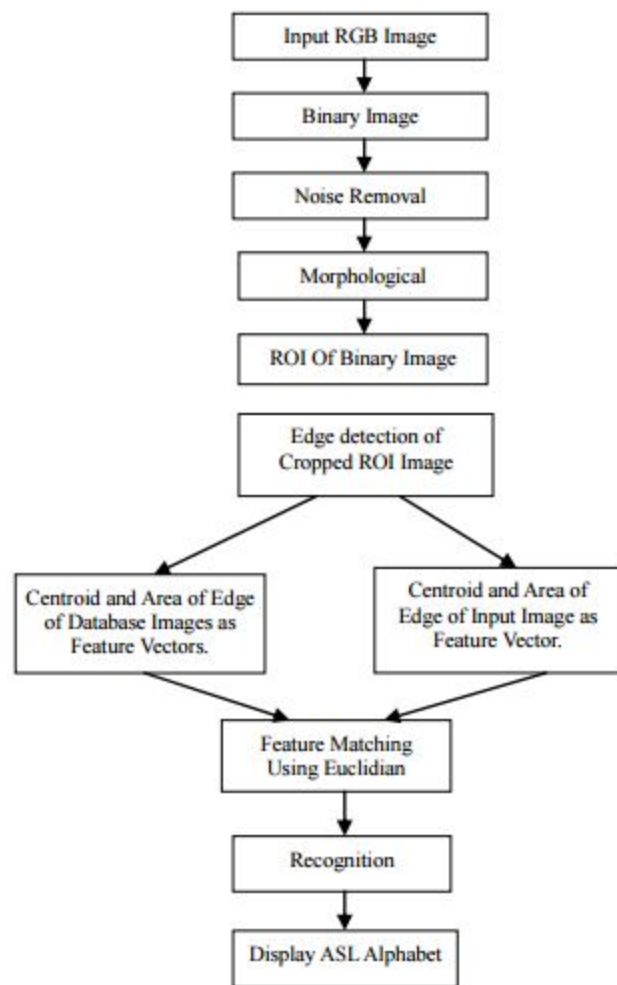 Input RGB Image
Binary Image
Noise Removal
Morphological
ROI Of Binary Image
Edge detection of
Cropped ROI Image
Centroid and Area of Edge
of Database Images as
Feature Vectors.
Centroid and Area of
Edge of Input Image as
Feature Vector.
Feature Matching
Using Euclidian
Recognition
Display ASL Alphabet